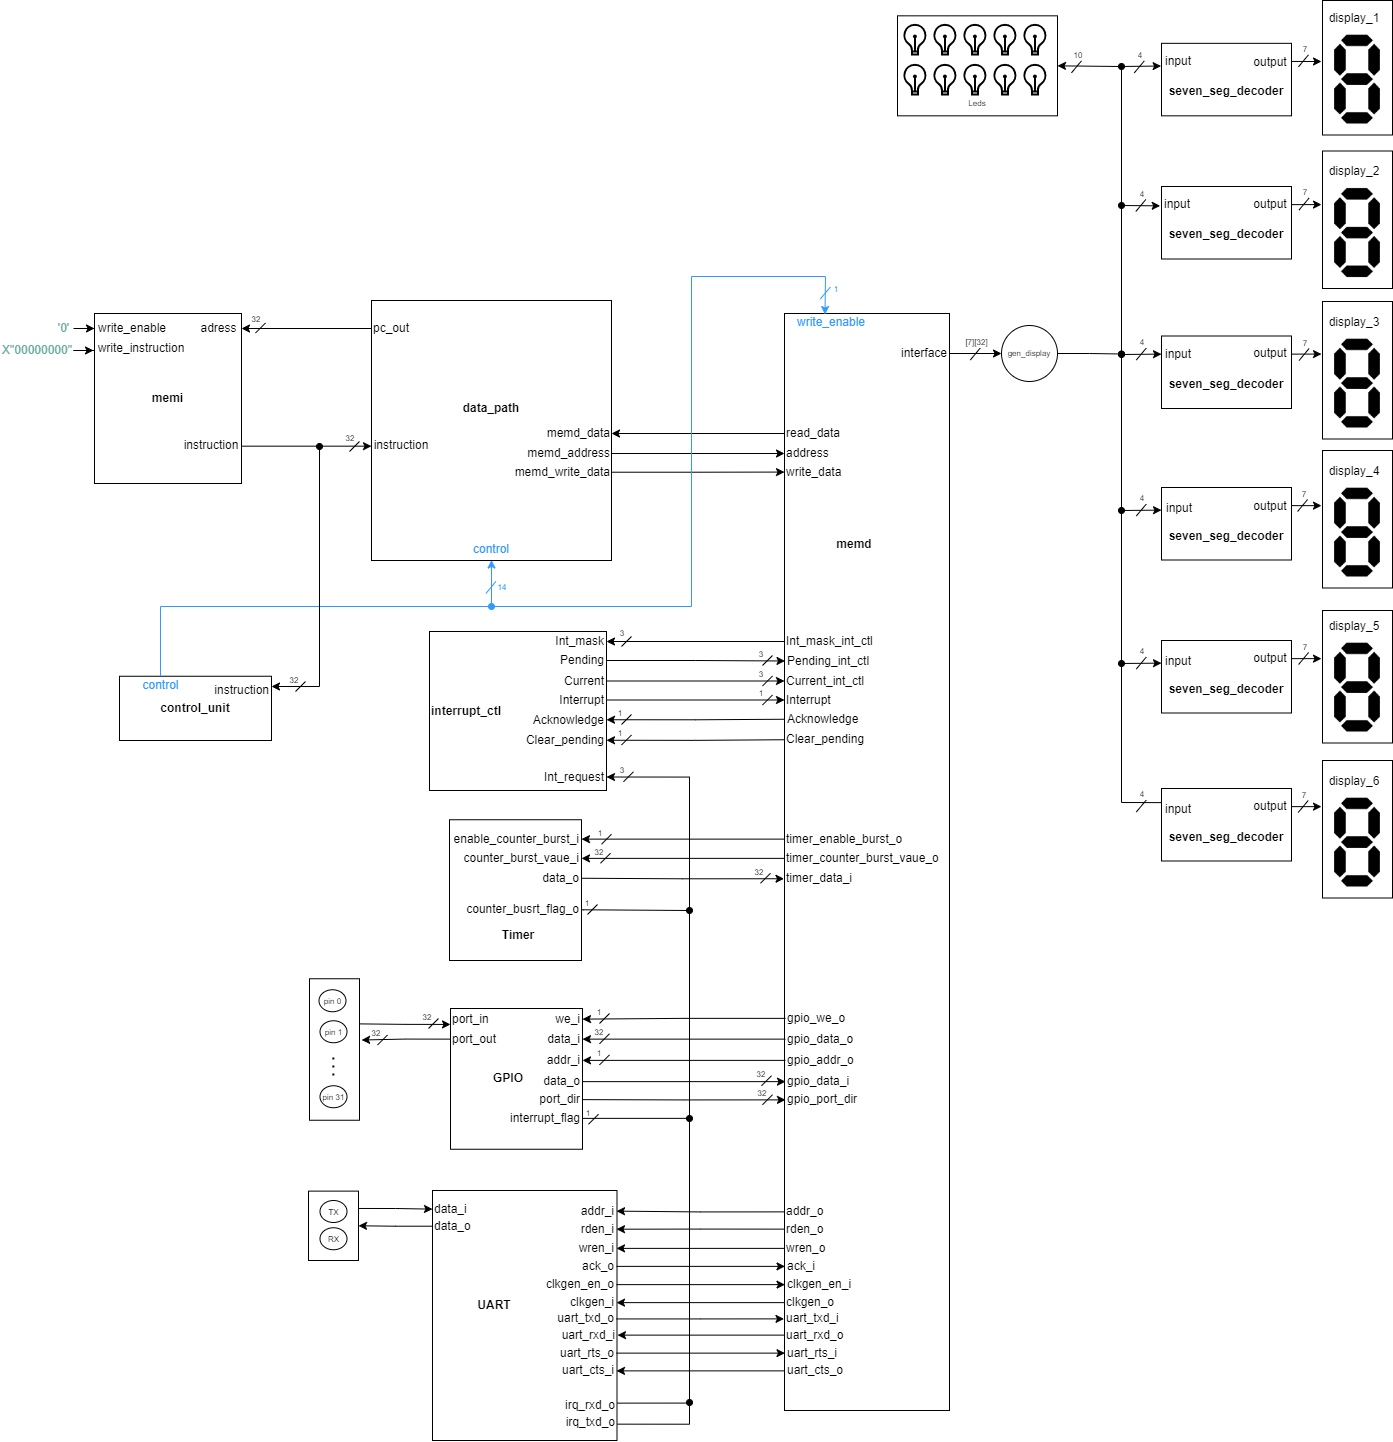 display_1
10
4
input
output
7
seven_seg_decoder
Leds
display_2
4
input
output
7
seven_seg_decoder
1
'0'
write_enable
adress
32
pc_out
write_enable
display_3
X"00000000"
write_instruction
interface
[7][32]
gen_display
4
input
output
7
seven_seg_decoder
memi
data_path
memd_data
read_data
instruction
32
instruction
memd_address
address
memd_write_data
write_data
display_4
4
input
output
7
seven_seg_decoder
memd
control
14
Int_mask
3
Int_mask_int_ctl
Pending
3
Pending_int_ctl
Current
3
Current_int_ctl
Interrupt
1
Interrupt
interrupt_ctl
Acknowledge
1
Acknowledge
Clear_pending
1
Clear_pending
Int_request
3
control
instruction
32
control_unit
display_5
4
input
output
7
seven_seg_decoder
display_6
4
input
output
7
seven_seg_decoder
enable_counter_burst_i
1
timer_enable_burst_o
counter_burst_vaue_i
32
timer_counter_burst_vaue_o
data_o
32
timer_data_i
counter_busrt_flag_o
1
Timer
pin 0
pin 1
pin 31
32
port_in
32
port_out
we_i
1
gpio_we_o
data_i
32
gpio_data_o
addr_i
1
gpio_addr_o
GPIO
data_o
32
gpio_data_i
port_dir
32
gpio_port_dir
interrupt_flag
1
TX
RX
data_i
data_o
addr_i
addr_o
rden_i
rden_o
wren_i
wren_o
ack_o
ack_i
clkgen_en_o
clkgen_en_i
UART
clkgen_i
clkgen_o
uart_txd_o
uart_txd_i
uart_rxd_i
uart_rxd_o
uart_rts_o
uart_rts_i
uart_cts_i
uart_cts_o
irq_rxd_o
irq_txd_o